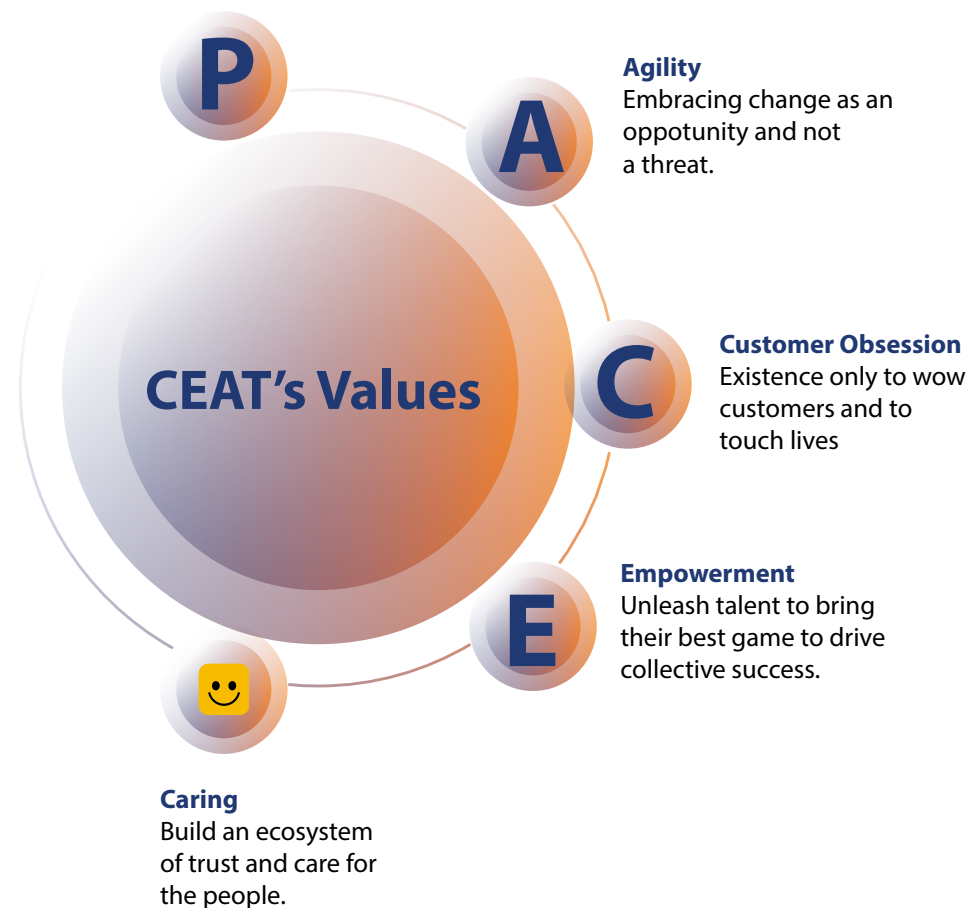 P
A
Agility
Embracing change as an
oppotunity and not
a threat.
CEAT's Values
C
Customer Obsession
Existence only to wow
customers and to
touch lives
E
Empowerment
Unleash talent to bring
their best game to drive
collective success.
Caring
Build an ecosystem
of trust and care for
the people.